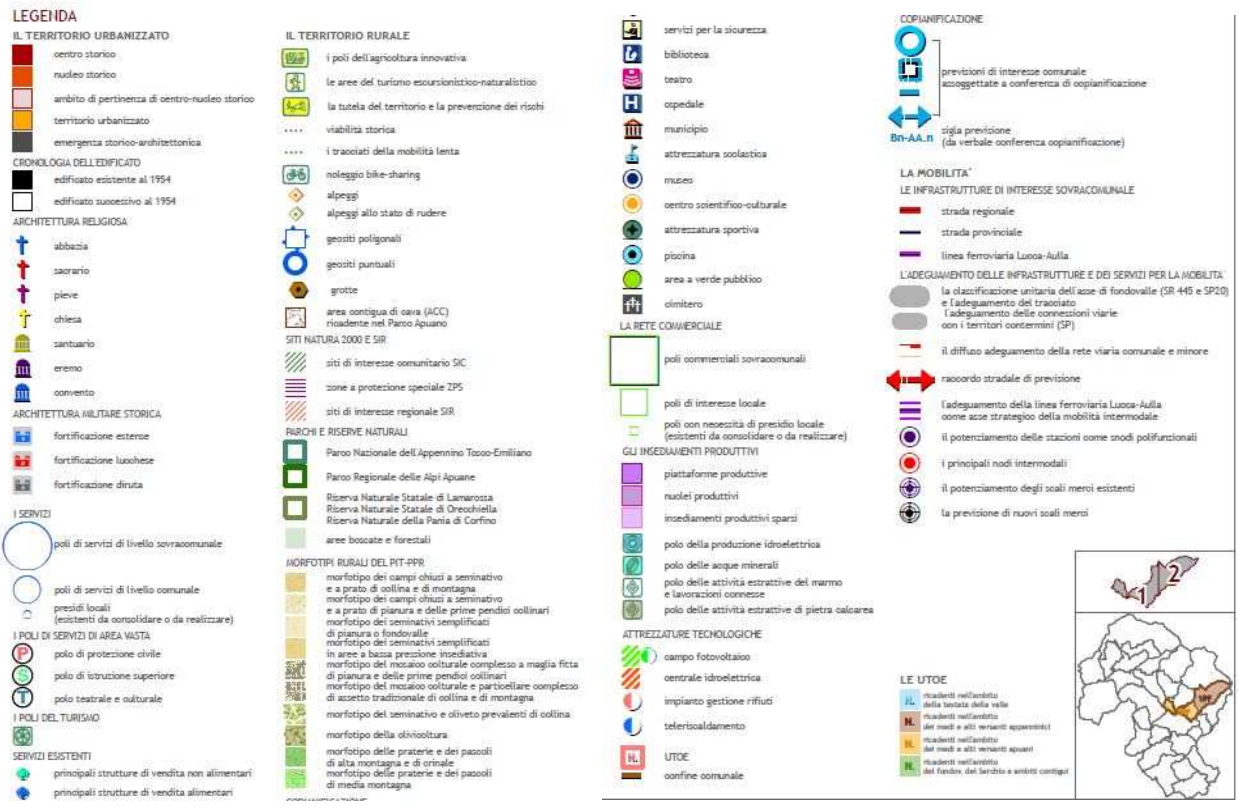 LEGENDA
IL TERRITORIO URBANIZZATO
centro storico
nucleo storico
ambito di pertinenza di centro-nucleo storico
territorio urbanizzato
emergenza storico-architettonica
CRONOLOGIA DELL'EDIFICATO
edificato esistente al 1954
edificato successivo al 1954
ARCHITETTURA RELIGIOSA
abbazia
sacrario
pieve
chiesa
santuario
eremo
convento
ARCHITETTURA MILITARE STORICA
fortificazione estense
fortificazione lucchese
fortificazione diruta
I SERVIZI
poli di servizi di livello sovracomunale
poli di servizi di livello comunale
presidi locali
(esistenti da consolidare o da realizzare)
I POLI DI SERVIZI DI AREA VASTA
P polo di protezione civile
S polo di istruzione superiore
T polo teatrale e culturale
I POLI DEL TURISMO
SERVIZI ESISTENTI
principali strutture di vendita non alimentari
principali strutture di vendita alimentari
IL TERRITORIO RURALE
i poli dell'agricoltura innovativa
le aree del turismo escursionistico-naturalistico
la tutela del territorio e la prevenzione dei rischi
viabilità storica
i tracciati della mobilità lenta
noleggio bike-sharing
alpeggi
alpeggi allo stato di rudere
geositi poligonali
geositi puntuali
grotte
area contigua di cava (ACC)
ricadente nel Parco Apuano
SITI NATURA 2000 E SIR
siti di interesse comunitario SIC
zone a protezione speciale ZPS
siti di interesse regionale SIR
PARCHI E RISERVE NATURALI
Parco Nazionale dell'Appennino Tosco-Emiliano
Parco Regionale delle Alpi Apuane
Riserva Naturale Statale di Lamarossa
Riserva Naturale Statale di Orecchiella
Riserva Naturale della Pania di Corfino
aree boscate e forestali
MORFOTIPI RURALI DEL PIT-PPR
morfotipo dei campi chiusi a seminativo
e a prato di collina e di montagna
morfotipo dei campi chiusi a seminativo
e a prato di pianura e delle prime pendici collinari
morfotipo dei seminativi semplificati
di pianura o fondovalle
morfotipo dei seminativi semplificati
in aree a bassa pressione insediativa
morfotipo del mosaico colturale complesso a maglia fitta
di pianura e delle prime pendici collinari
morfotipo del mosaico colturale e particellare complesso
di assetto tradizionale di collina e di montagna
morfotipo del seminativo e oliveto prevalenti di collina
morfotipo della olivicoltura
morfotipo delle praterie e dei pascoli
di alta montagna e di crinale
morfotipo delle praterie e dei pascoli
di media montagna
COPIANIFICAZIONE
servizi per la sicurezza
biblioteca
teatro
H ospedale
municipio
attrezzatura scolastica
museo
centro scientifico-culturale
attrezzatura sportiva
piscina
area a verde pubblico
cimitero
LA RETE COMMERCIALE
poli commerciali sovracomunali
poli di interesse locale
poli con necessità di presidio locale
(esistenti da consolidare o da realizzare)
GLI INSEDIAMENTI PRODUTTIVI
piattaforme produttive
nuclei produttivi
insediamenti produttivi sparsi
polo della produzione idroelettrica
polo delle acque minerali
polo delle attività estrattive del marmo
e lavorazioni connesse
polo delle attività estrattive di pietra calcarea
ATTREZZATURE TECNOLOGICHE
campo fotovoltaico
centrale idroelettrica
impianto gestione rifiuti
teleriscaldamento
N. UTOE
confine comunale
COPIANIFICAZIONE
previsioni di interesse comunale
assoggettate a conferenza di copianificazione
Bn-AA.n sigla previsione
(da verbale conferenza copianificazione)
LA MOBILITA'
LE INFRASTRUTTURE DI INTERESSE SOVRACOMUNALE
strada regionale
strada provinciale
linea ferroviaria Lucca-Aulla
L'ADEGUAMENTO DELLE INFRASTRUTTURE E DEI SERVIZI PER LA MOBILITA'
la classificazione unitaria dell'asse di fondovalle (SR 445 e SP20)
e l'adeguamento del tracciato
l'adeguamento delle connessioni viarie
con i territori contermini (SP)
il diffuso adeguamento della rete viaria comunale e minore
raccordo stradale di previsione
l'adeguamento della linea ferroviaria Lucca-Aulla
come asse strategico della mobilità intermodale
il potenziamento delle stazioni come snodi polifunzionali
i principali nodi intermodali
il potenziamento degli scali merci esistenti
la previsione di nuovi scali merci
1 2
LE UTOE
N. ricadenti nell'ambito
della testata della valle
N. ricadenti nell'ambito
dei medi e alti versanti appenninici
N. ricadenti nell'ambito
dei medi e alti versanti apuani
N. ricadenti nell'ambito
del fondov. del Serchio e ambiti contigui